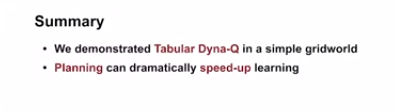 Summary
• We demonstrated Tabular Dyna-Q in a simple gridworld
• Planning can dramatically speed-up learning